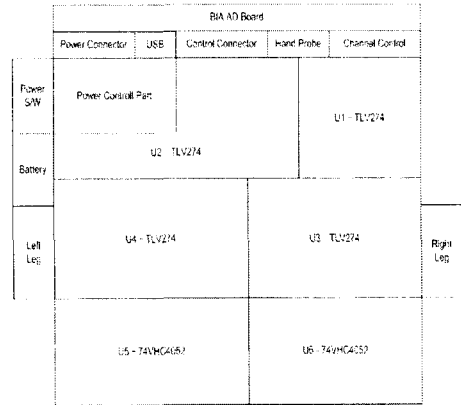 BIA AD Board
Power Connector USB Control Connector Hand Probe Channel Control
Power
S/W
Power Controll Part
U1 - TLV274
U2 - TLV274
Battery
Left
Leg
U4 - TLV274
U3 - TLV274
Right
Leg
U5 - 74VHC4052
U6 - 74VHC4052